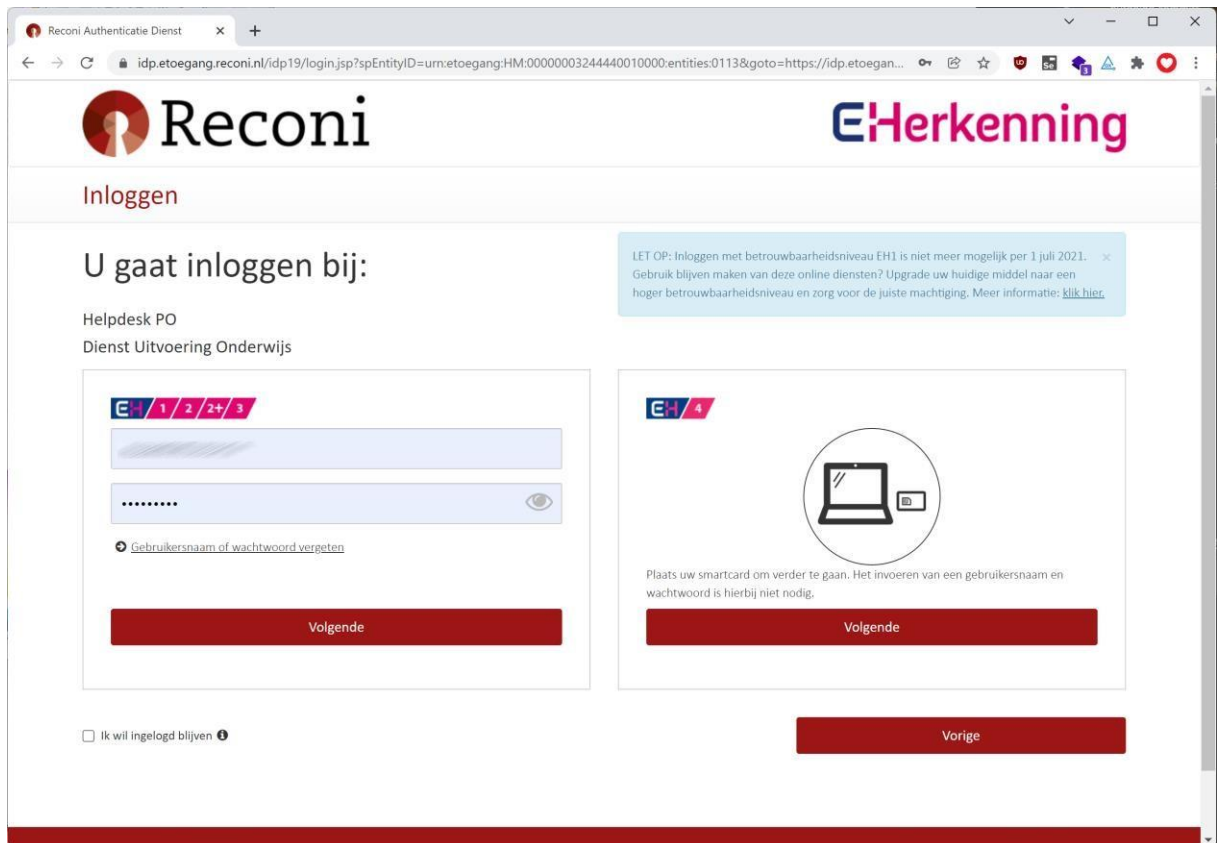 Reconi Authenticatie Dienst
idp.etoegang.reconi.nl/idp19/login.jsp?spEntityID=urn:etoegang:HM:00000003244440010000:entities:0113&goto=https://idp.etoegan...
Reconi
EHerkenning
Inloggen
U gaat inloggen bij:
LET OP: Inloggen met betrouwbaarheidsniveau EH1 is niet meer mogelijk per 1 juli 2021.
Gebruik blijven maken van deze online diensten? Upgrade uw huidige middel naar een
hoger betrouwbaarheidsniveau en zorg voor de juiste machtiging. Meer informatie: klik hier.
Helpdesk PO
Dienst Uitvoering Onderwijs
EH/1/2/2+/3
•••••••••
Gebruikersnaam of wachtwoord vergeten
Volgende
EH/4
Plaats uw smartcard om verder te gaan. Het invoeren van een gebruikersnaam en
wachtwoord is hierbij niet nodig.
Volgende
Ik wil ingelogd blijven
Vorige